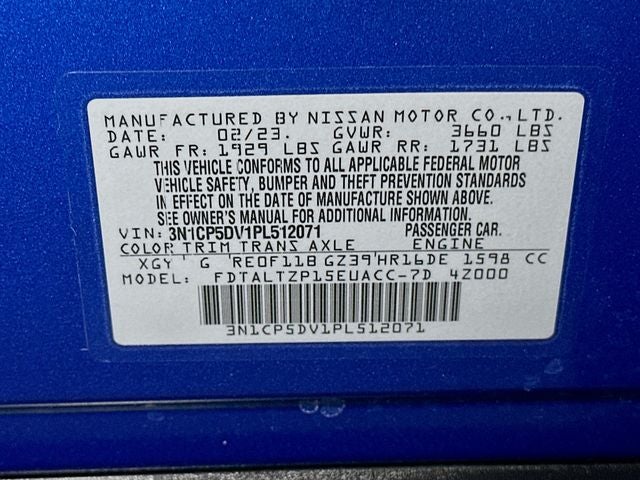 MANUFACTURED BY NISSAN MOTOR CO.,LTD.
DATE: 02/23. GVWR: 3660 LBS
GAWR FR: 1929 LBS GAWR RR: 1731 LBS
THIS VEHICLE CONFORMS TO ALL APPLICABLE FEDERAL MOTOR
VEHICLE SAFETY, BUMPER AND THEFT PREVENTION STANDARDS
IN EFFECT ON THE DATE OF MANUFACTURE SHOWN ABOVE.
SEE OWNER'S MANUAL FOR ADDITIONAL INFORMATION.
VIN: 3N1CP5DV1PL512071 PASSENGER CAR.
COLOR TRIM TRANS AXLE ENGINE
XGY ' G 'RE0F11B GZ39'HR16DE 1598 CC
MODEL: FDTALTZP15EUACC-7D 4Z000
3N1CP5DV1PL512071